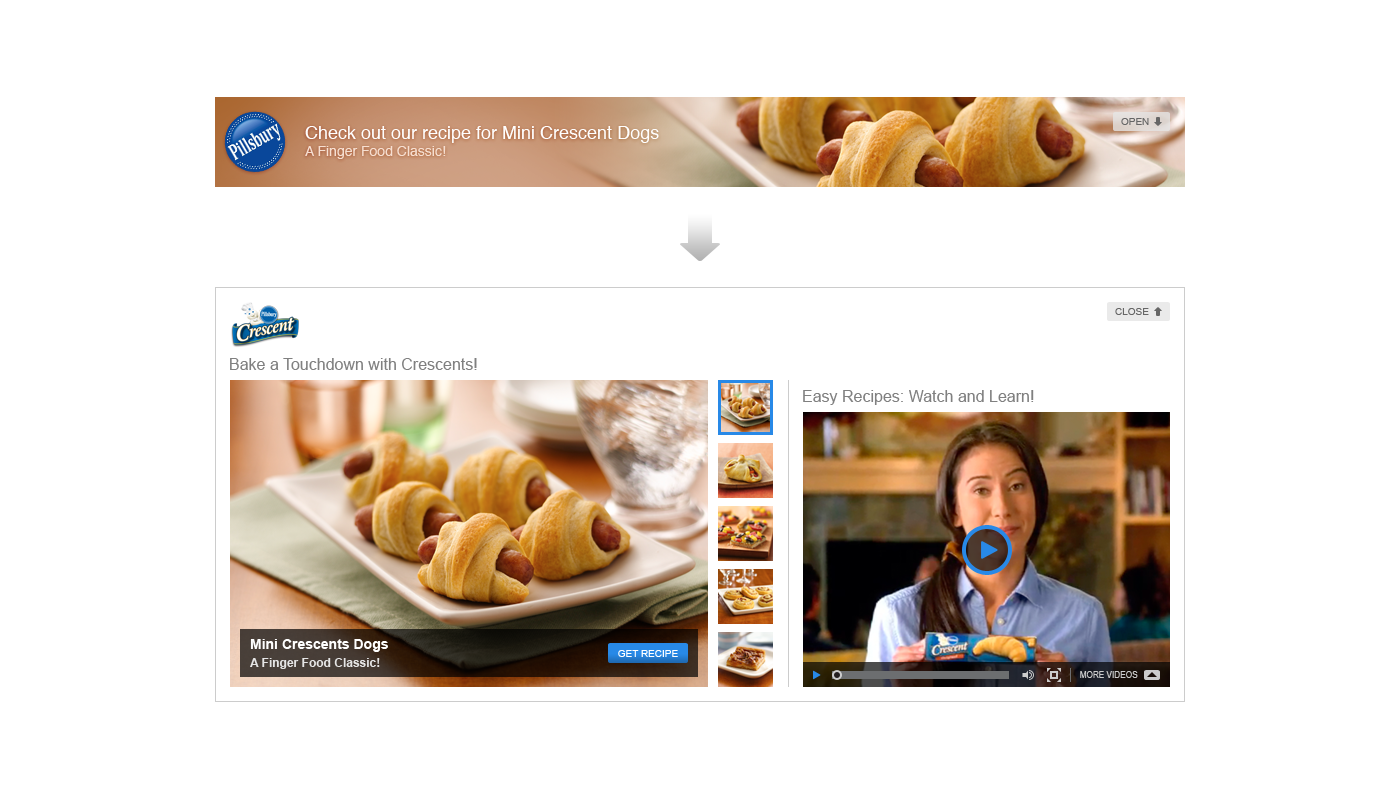 Pillsbury
Check out our recipe for Mini Crescent Dogs
A Finger Food Classic!
OPEN
Pillsbury
Crescent
CLOSE
Bake a Touchdown with Crescents!
Easy Recipes: Watch and Learn!
Mini Crescents Dogs
A Finger Food Classic!
GET RECIPE
Crescent
MORE VIDEOS